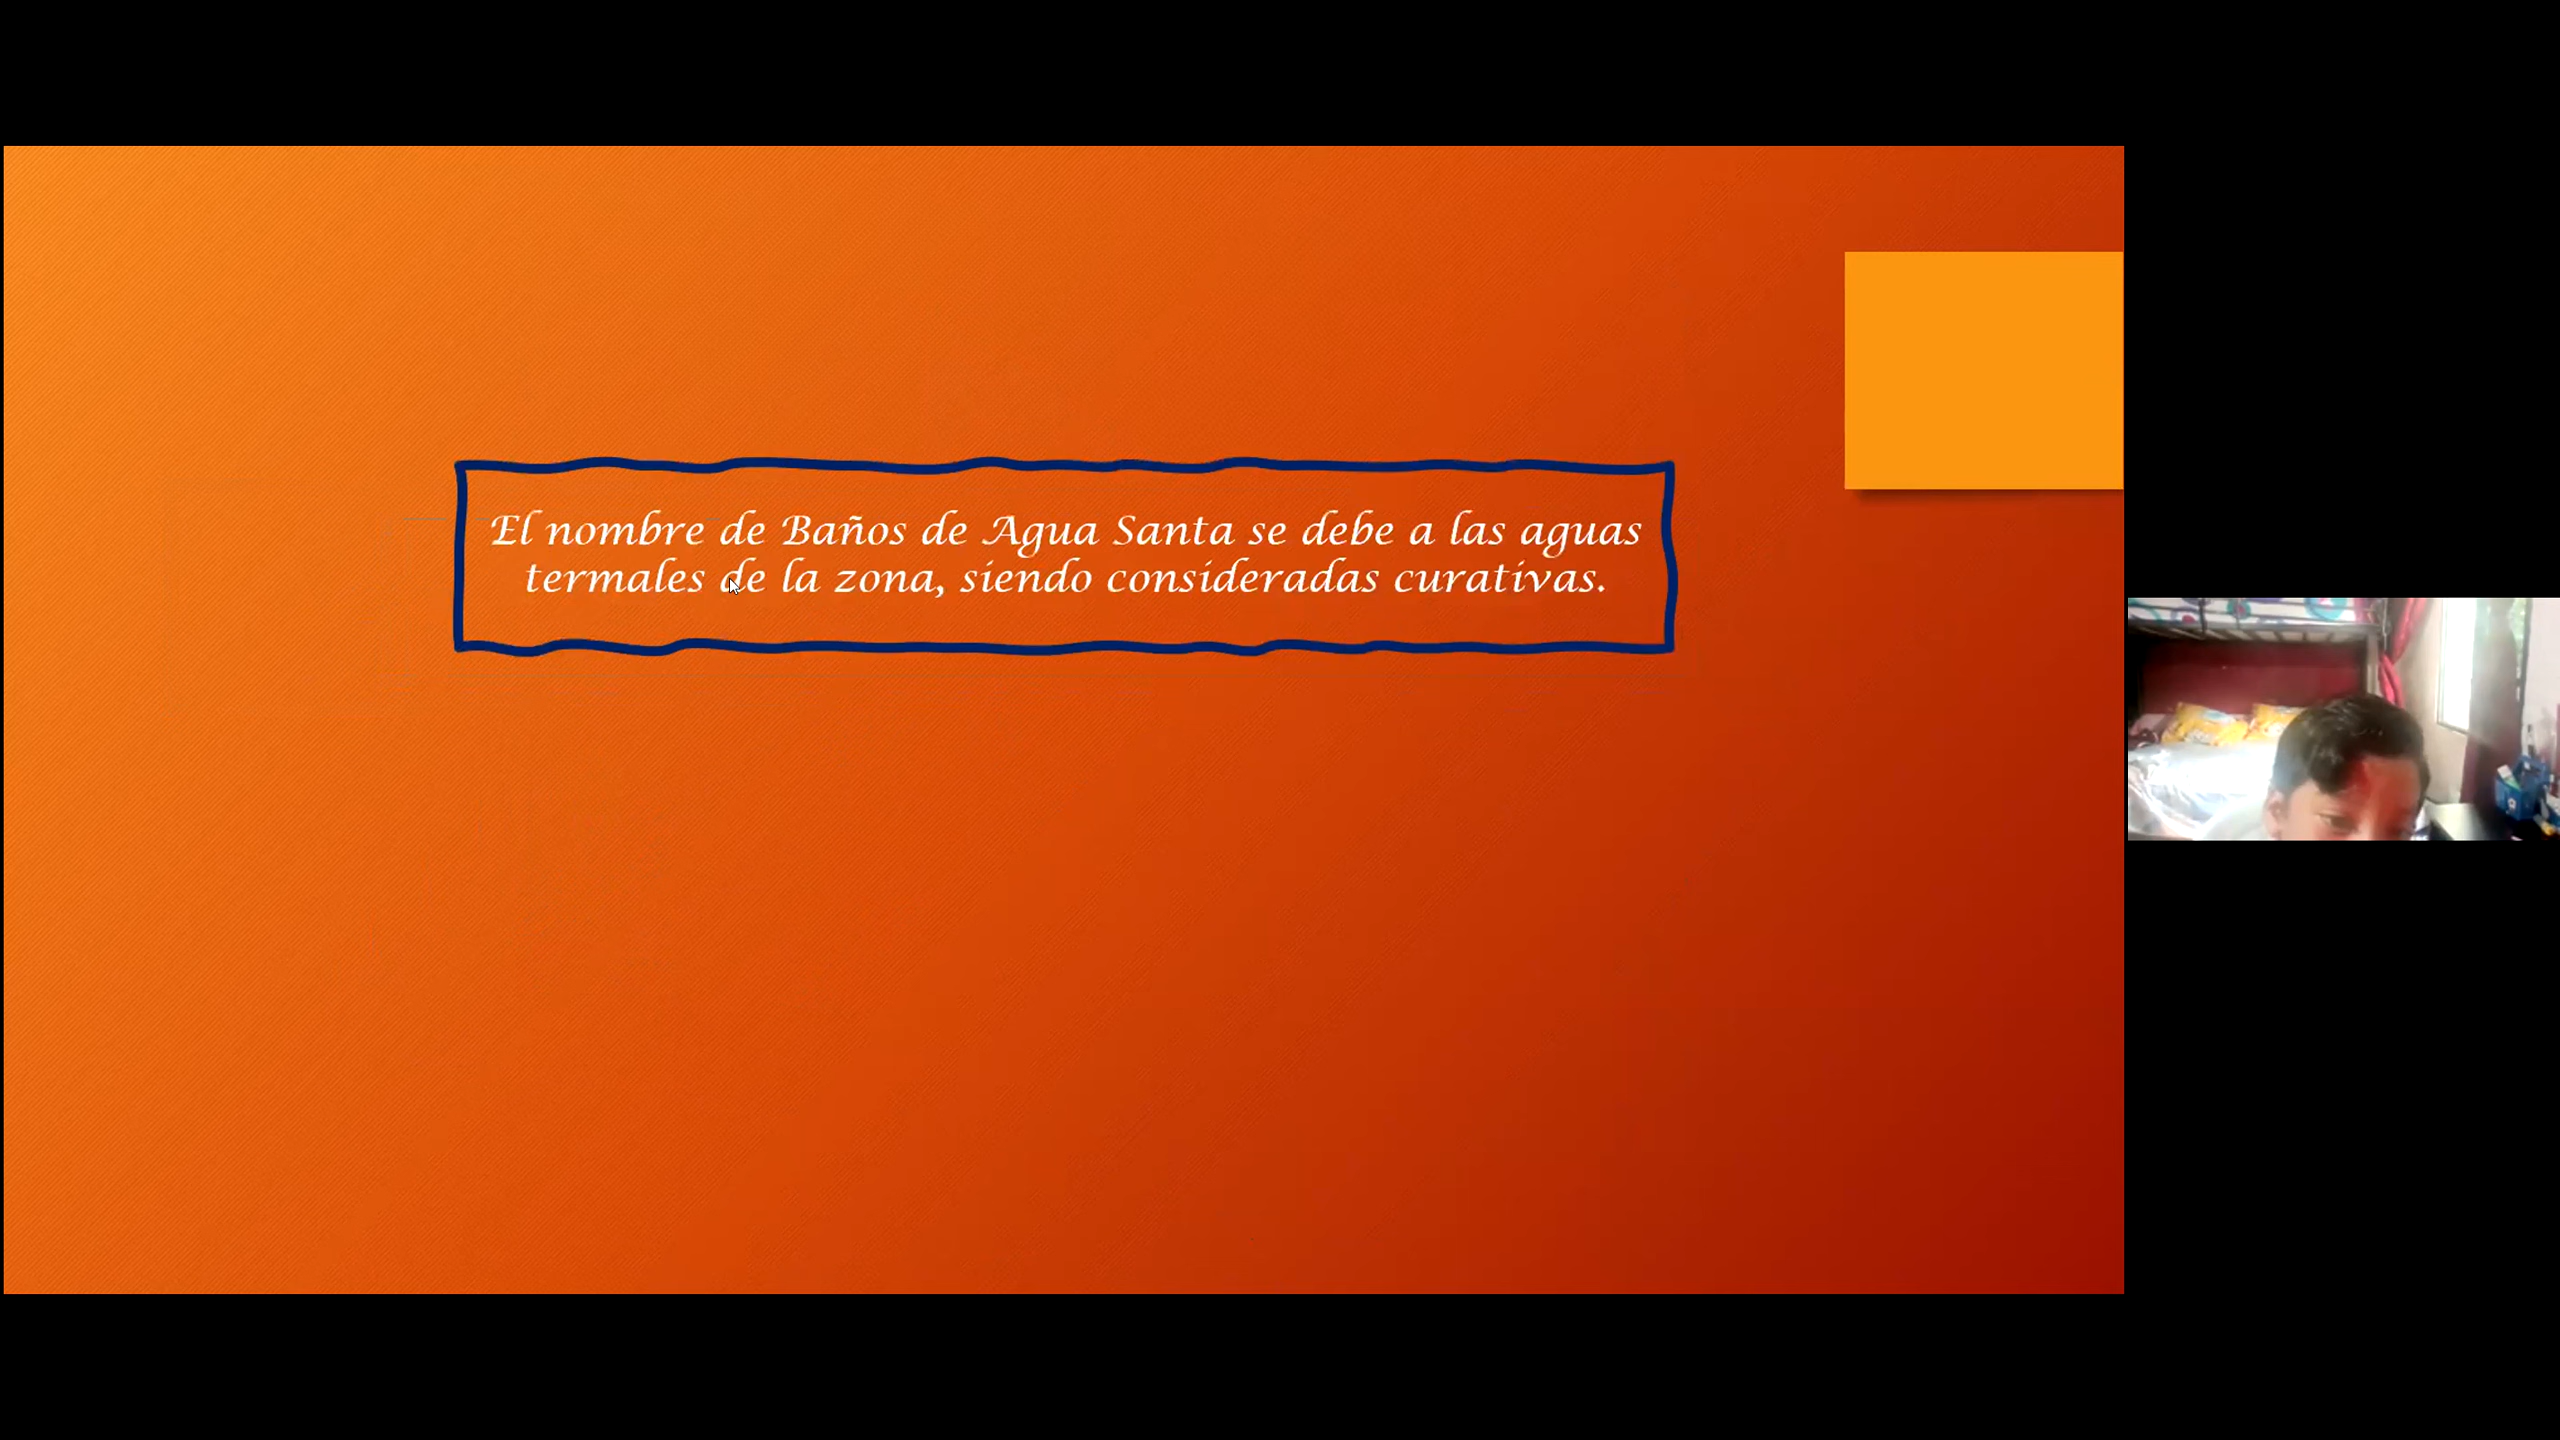 El nombre de Baños de Agua Santa se debe a las aguas
termales de la zona, siendo consideradas curativas.